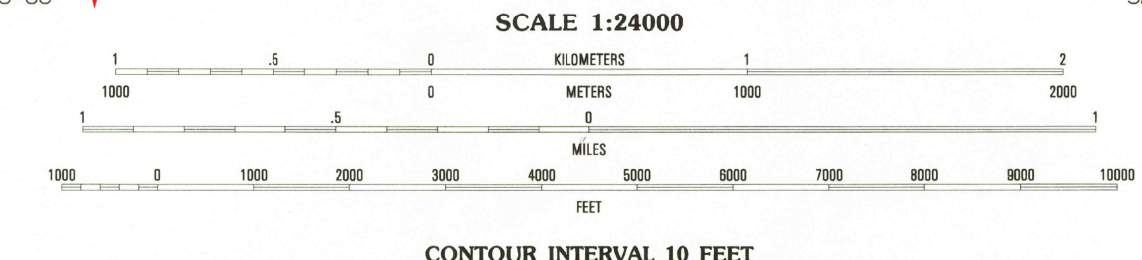 SCALE 1:24000
1 .5 0 KILOMETERS 1 2
1000 0 METERS 1000 2000
1 .5 0 1
MILES
1000 0 1000 2000 3000 4000 5000 6000 7000 8000 9000 10000
FEET
CONTOUR INTERVAL 10 FEET